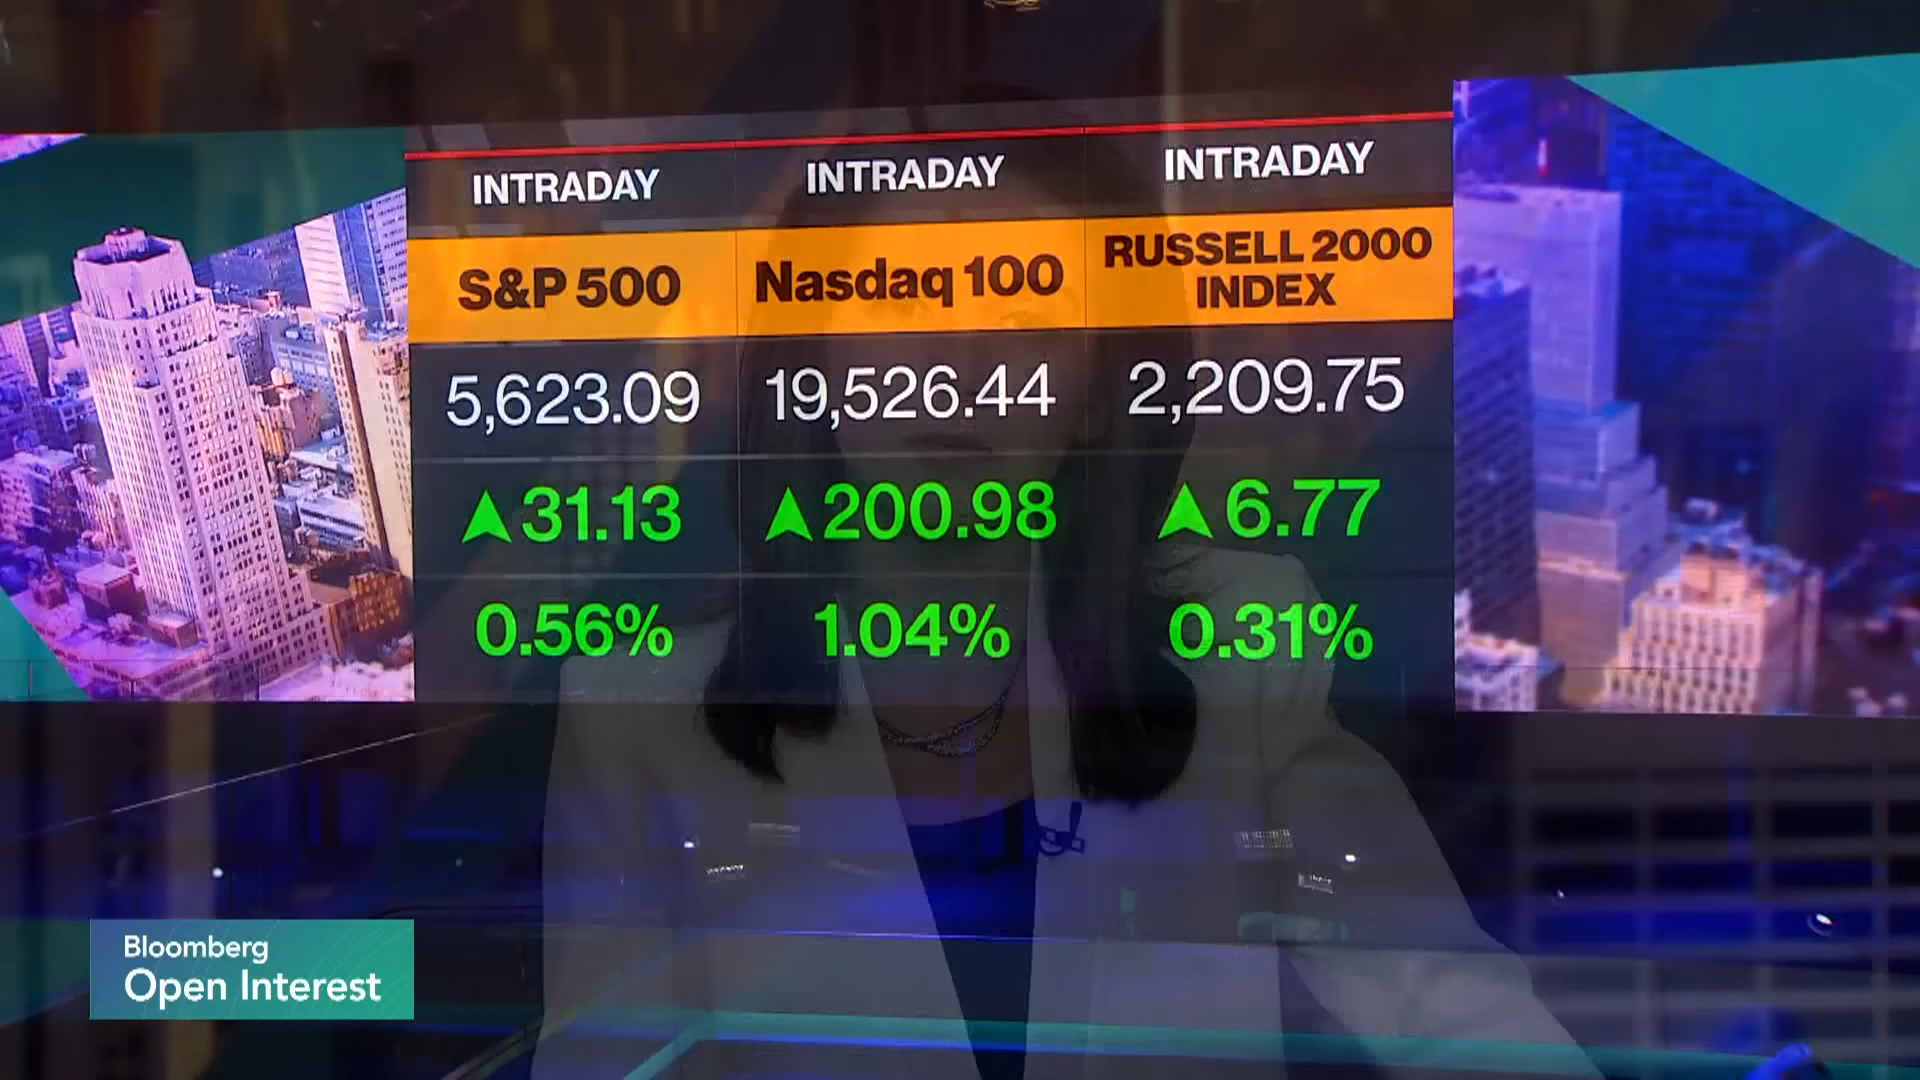 INTRADAY
INTRADAY
INTRADAY
S&P 500
Nasdaq 100
RUSSELL 2000
INDEX
5,623.09
19,526.44
2,209.75
▲31.13
▲200.98
▲6.77
0.56%
1.04%
0.31%
Bloomberg
Open Interest